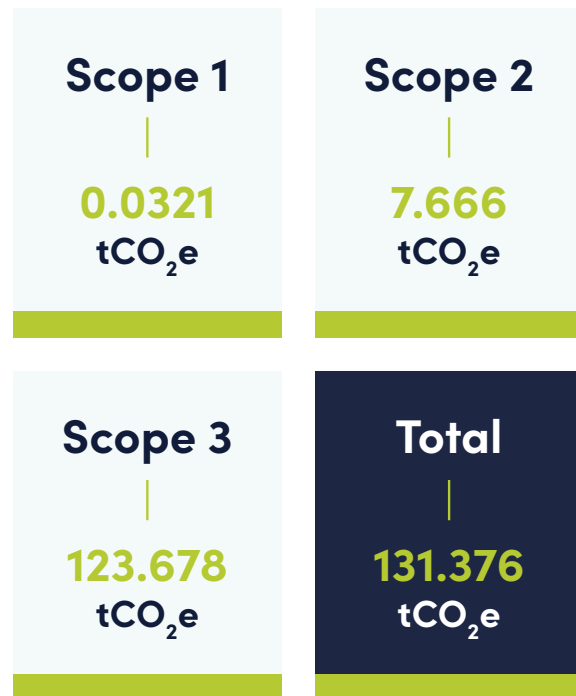 Scope 1
0.0321
tCO₂e
Scope 2
7.666
tCO₂e
Scope 3
123.678
tCO₂e
Total
131.376
tCO₂e